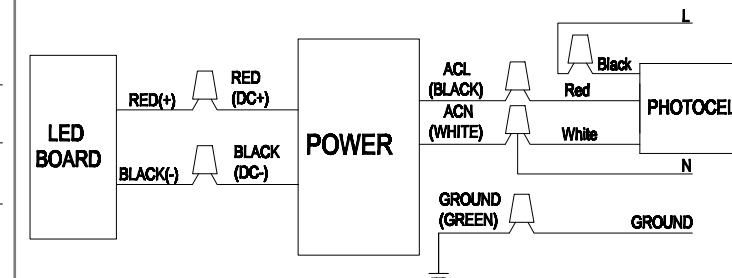 L
Black
ACL
(BLACK)
Red
RED
(DC+)
RED(+)
PHOTOCEL
ACN
(WHITE)
White
LED
BOARD
POWER
BLACK
(DC-)
BLACK(-)
N
GROUND
(GREEN)
GROUND